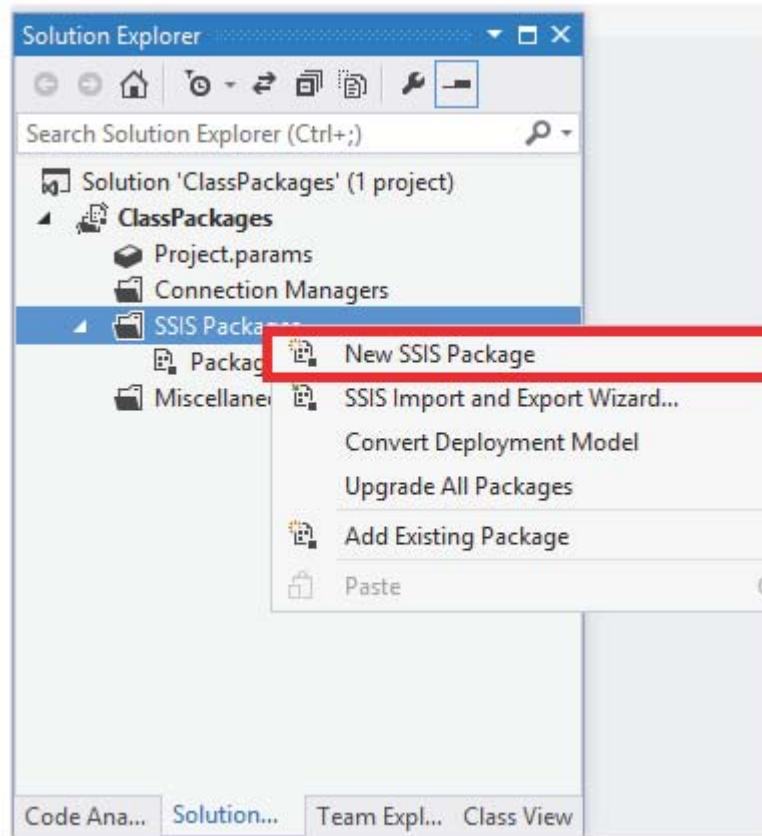 Solution Explorer
Search Solution Explorer (Ctrl+;)
Solution 'ClassPackages' (1 project)
ClassPackages
Project.params
Connection Managers
SSIS Packages
New SSIS Package
SSIS Import and Export Wizard...
Convert Deployment Model
Upgrade All Packages
Add Existing Package
Paste
Code Ana... Solution... Team Expl... Class View